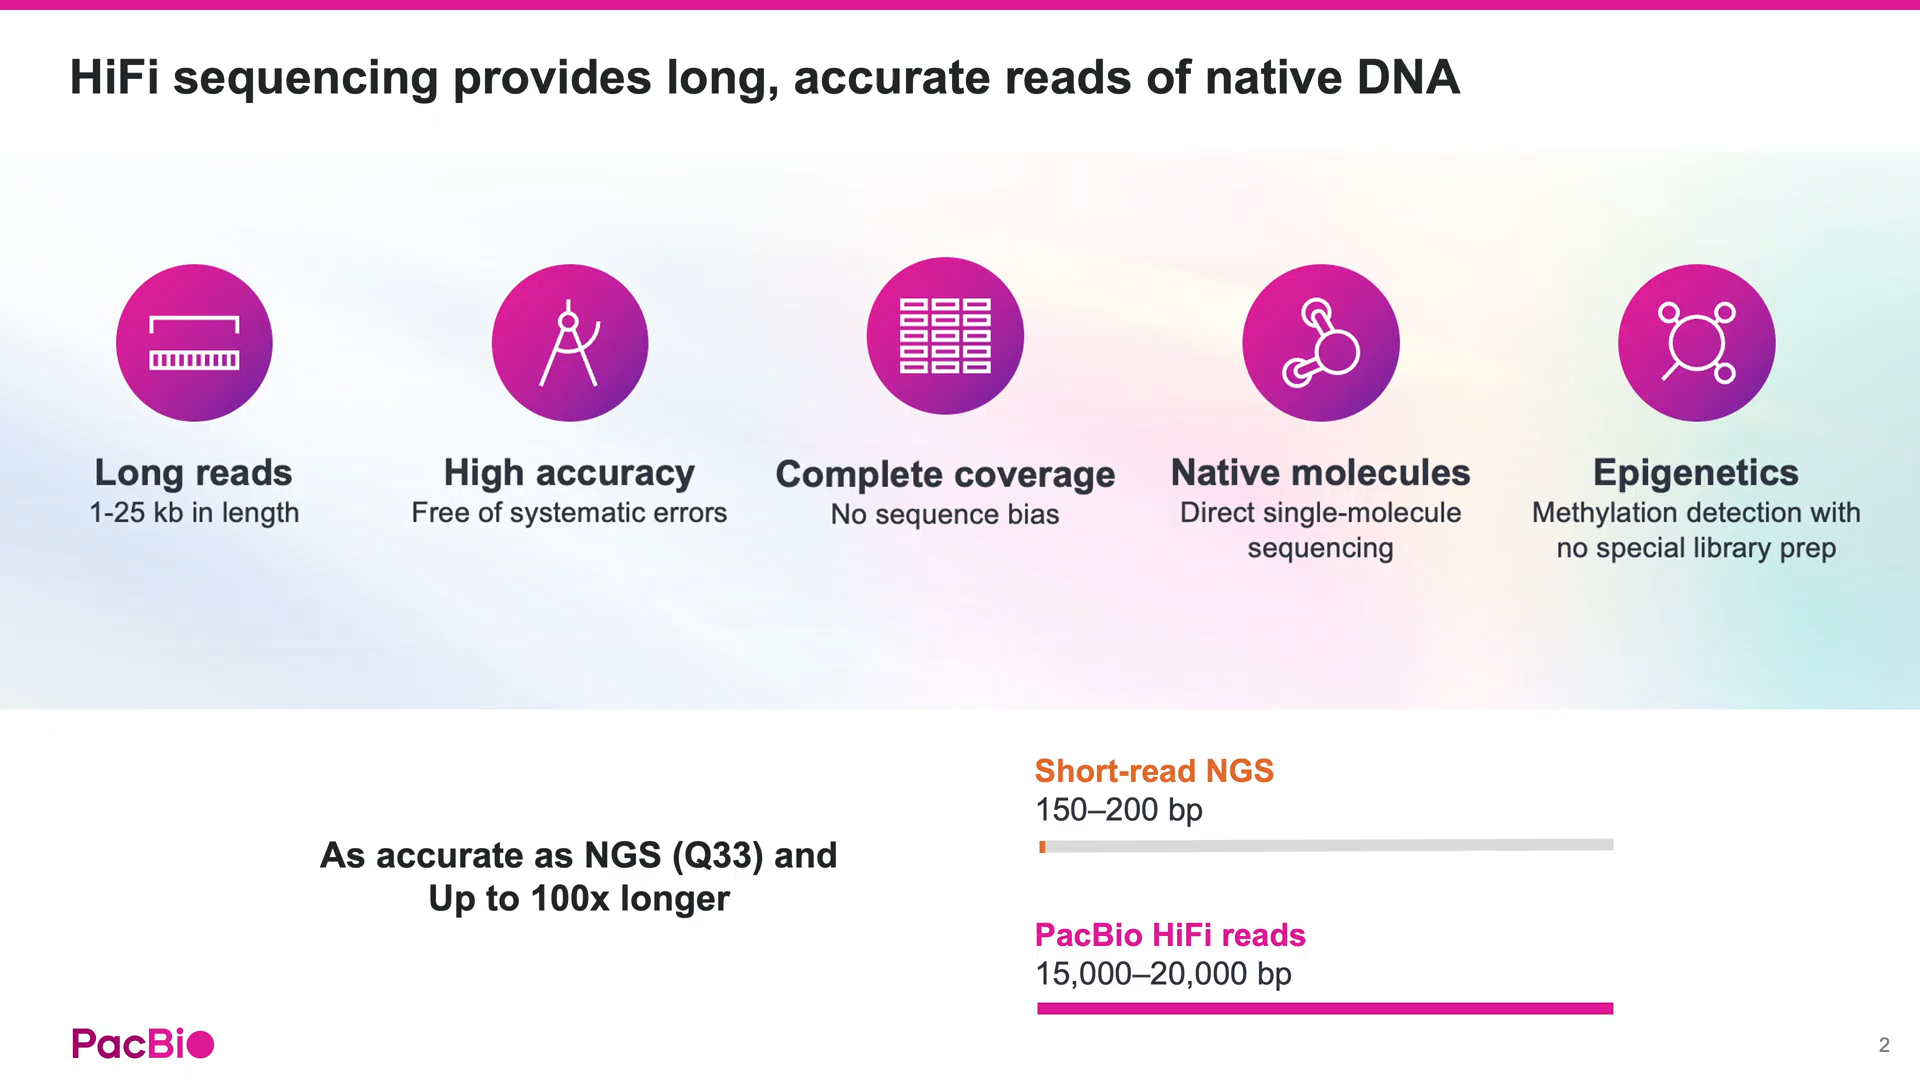 HiFi sequencing provides long, accurate reads of native DNA
Long reads
1-25 kb in length
High accuracy
Free of systematic errors
Complete coverage
No sequence bias
Native molecules
Direct single-molecule
sequencing
Epigenetics
Methylation detection with
no special library prep
As accurate as NGS (Q33) and
Up to 100x longer
Short-read NGS
150–200 bp
PacBio HiFi reads
15,000–20,000 bp
PacBio
2